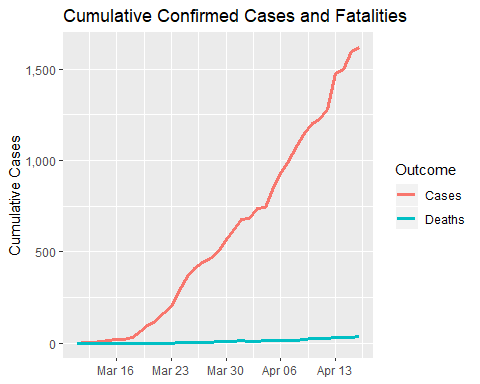 Cumulative Confirmed Cases and Fatalities
1,500
1,000
500
0
Cumulative Cases
Mar 16 Mar 23 Mar 30 Apr 06 Apr 13
Outcome
Cases
Deaths